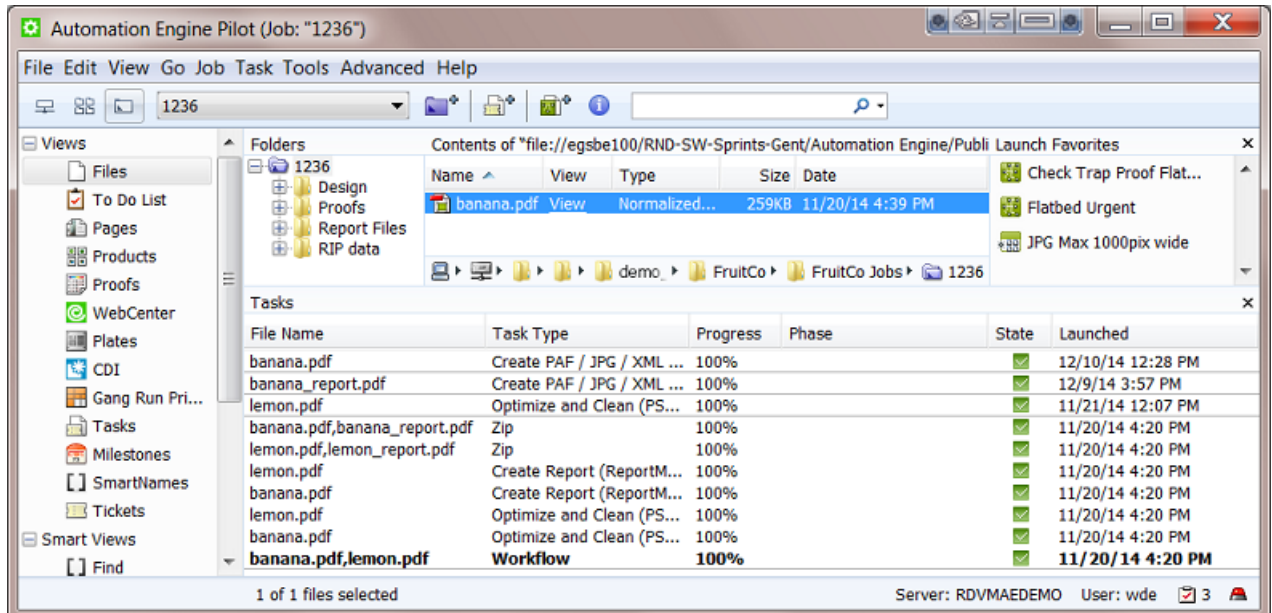 Automation Engine Pilot (Job: "1236")
File Edit View Go Job Task Tools Advanced Help
1236
Views
Files
To Do List
Pages
Products
Proofs
WebCenter
Plates
CDI
Gang Run Pri...
Tasks
Milestones
SmartNames
Tickets
Smart Views
Find
Folders
1236
Design
Proofs
Report Files
RIP data
Contents of "file://egsbe100/RND-SW-Sprints-Gent/Automation Engine/Publi
Name View Type Size Date
banana.pdf View Normalized... 259KB 11/20/14 4:39 PM
demo_ FruitCo FruitCo Jobs 1236
Launch Favorites
Check Trap Proof Flat...
Flatbed Urgent
JPG Max 1000pix wide
Tasks
File Name Task Type Progress Phase State Launched
banana.pdf Create PAF / JPG / XML ... 100% 12/10/14 12:28 PM
banana_report.pdf Create PAF / JPG / XML ... 100% 12/9/14 3:57 PM
lemon.pdf Optimize and Clean (PS... 100% 11/21/14 12:07 PM
banana.pdf,banana_report.pdf Zip 100% 11/20/14 4:20 PM
lemon.pdf,lemon_report.pdf Zip 100% 11/20/14 4:20 PM
lemon.pdf Create Report (ReportM... 100% 11/20/14 4:20 PM
banana.pdf Create Report (ReportM... 100% 11/20/14 4:20 PM
lemon.pdf Optimize and Clean (PS... 100% 11/20/14 4:20 PM
banana.pdf Optimize and Clean (PS... 100% 11/20/14 4:20 PM
banana.pdf,lemon.pdf Workflow 100% 11/20/14 4:20 PM
1 of 1 files selected
Server: RDVMAEDEMO User: wde 3